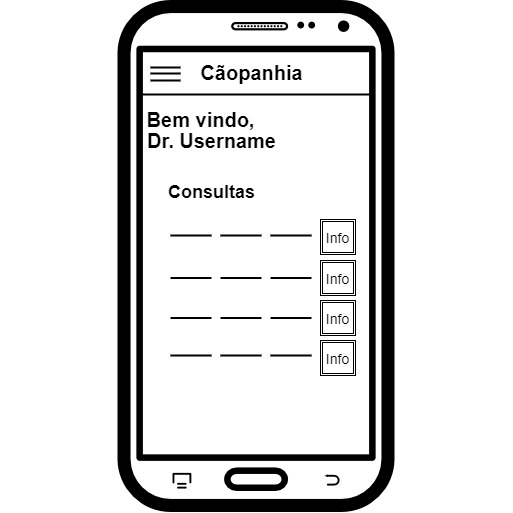 Cãopanhia
Bem vindo,
Dr. Username
Consultas
Info
Info
Info
Info